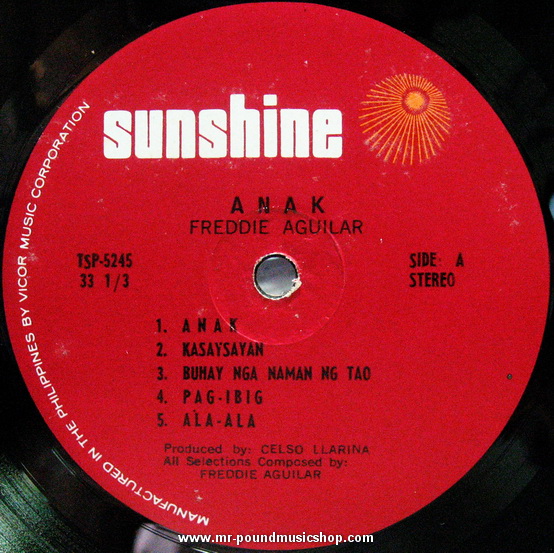 sunshine
ANAK
FREDDIE AGUILAR
TSP-5245
33 1/3
SIDE: A
STEREO
1. ANAK
2. KASAYSAYAN
3. BUHAY NGA NAMAN NG TAO
4. PAG-IBIG
5. ALA-ALA
Produced by: CELSO LLARINA
All Selections Composed by:
FREDDIE AGUILAR
MANUFACTURED IN THE PHILIPPINES BY VICOR MUSIC CORPORATION
www.mr-poundmusicshop.com